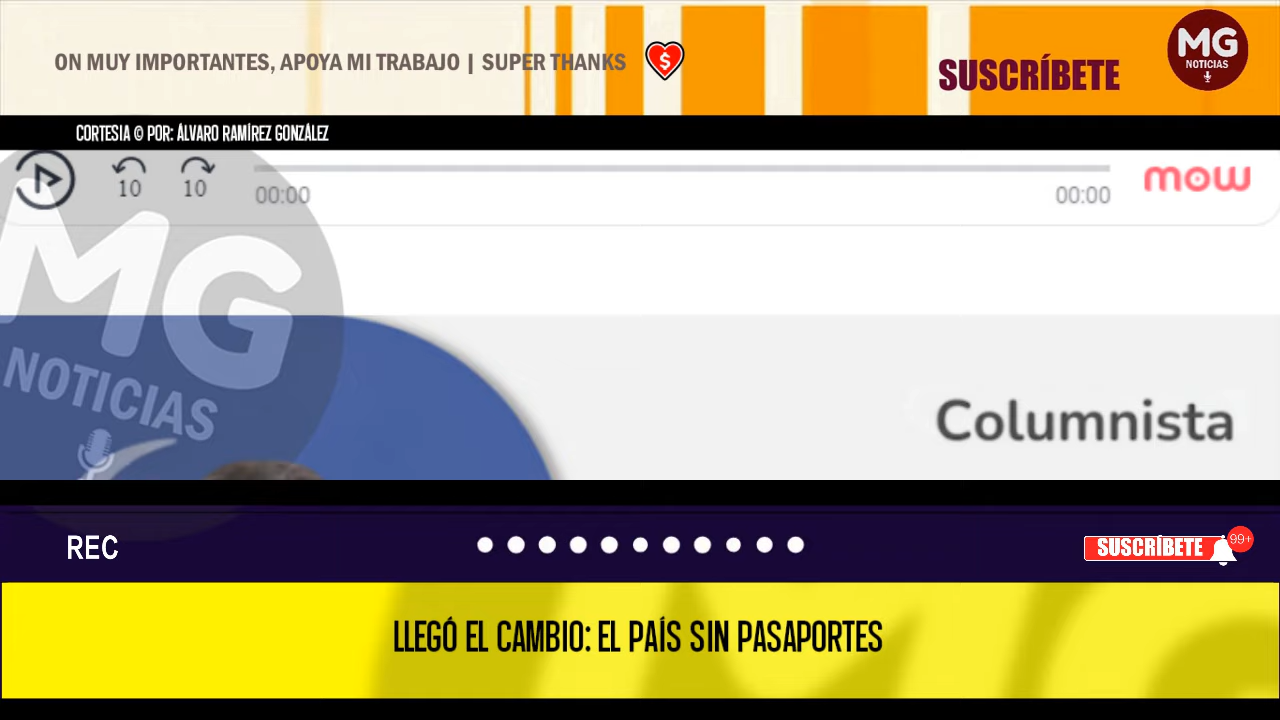 ON MUY IMPORTANTES, APOYA MI TRABAJO | SUPER THANKS
$
SUSCRÍBETE
MG
NOTICIAS
CORTESIA © POR: ÁLVARO RAMÍREZ GONZÁLEZ
10
10
00:00
00:00
mow
MG
NOTICIAS
Columnista
REC
SUSCRÍBETE
99+
LLEGÓ EL CAMBIO: EL PAÍS SIN PASAPORTES